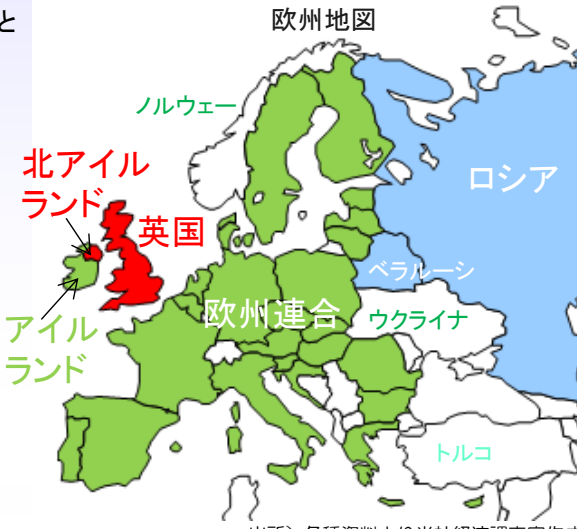 と
欧州地図
ノルウェー
北アイル
ランド
英国
ロシア
ベラルーシ
欧州連合
ウクライナ
アイル
ランド
トルコ